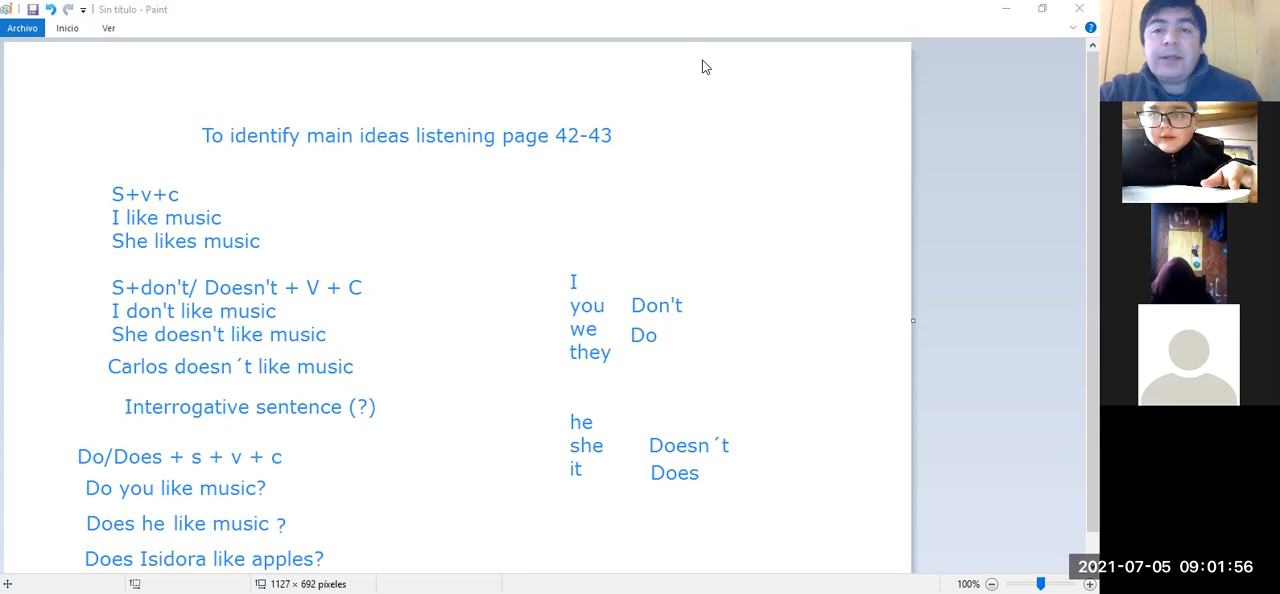 Sin título - Paint
Archivo Inicio Ver
To identify main ideas listening page 42-43
S+v+c
I like music
She likes music
S+don't/ Doesn't + V + C
I don't like music
She doesn't like music
Carlos doesn´t like music
Interrogative sentence (?)
Do/Does + s + v + c
Do you like music?
Does he like music ?
Does Isidora like apples?
I
you Don't
we Do
they
he
she Doesn´t
it Does
1127 × 692 píxeles
100%
2021-07-05 09:01:56